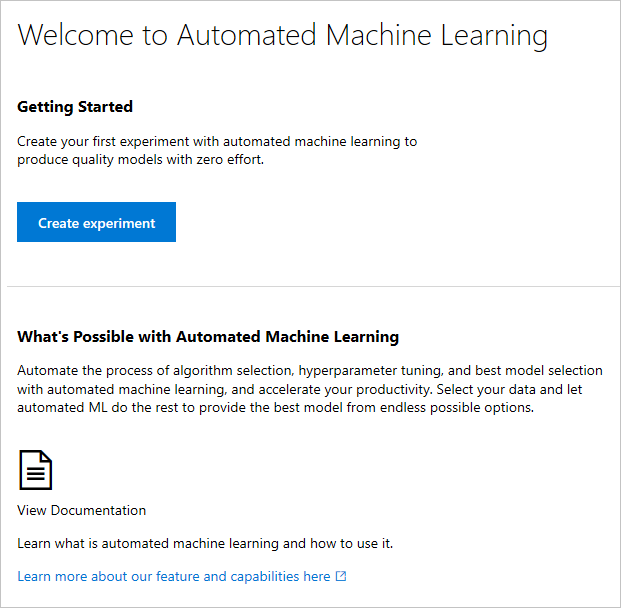 Welcome to Automated Machine Learning
Getting Started
Create your first experiment with automated machine learning to
produce quality models with zero effort.
Create experiment
What's Possible with Automated Machine Learning
Automate the process of algorithm selection, hyperparameter tuning, and best model selection
with automated machine learning, and accelerate your productivity. Select your data and let
automated ML do the rest to provide the best model from endless possible options.
View Documentation
Learn what is automated machine learning and how to use it.
Learn more about our feature and capabilities here